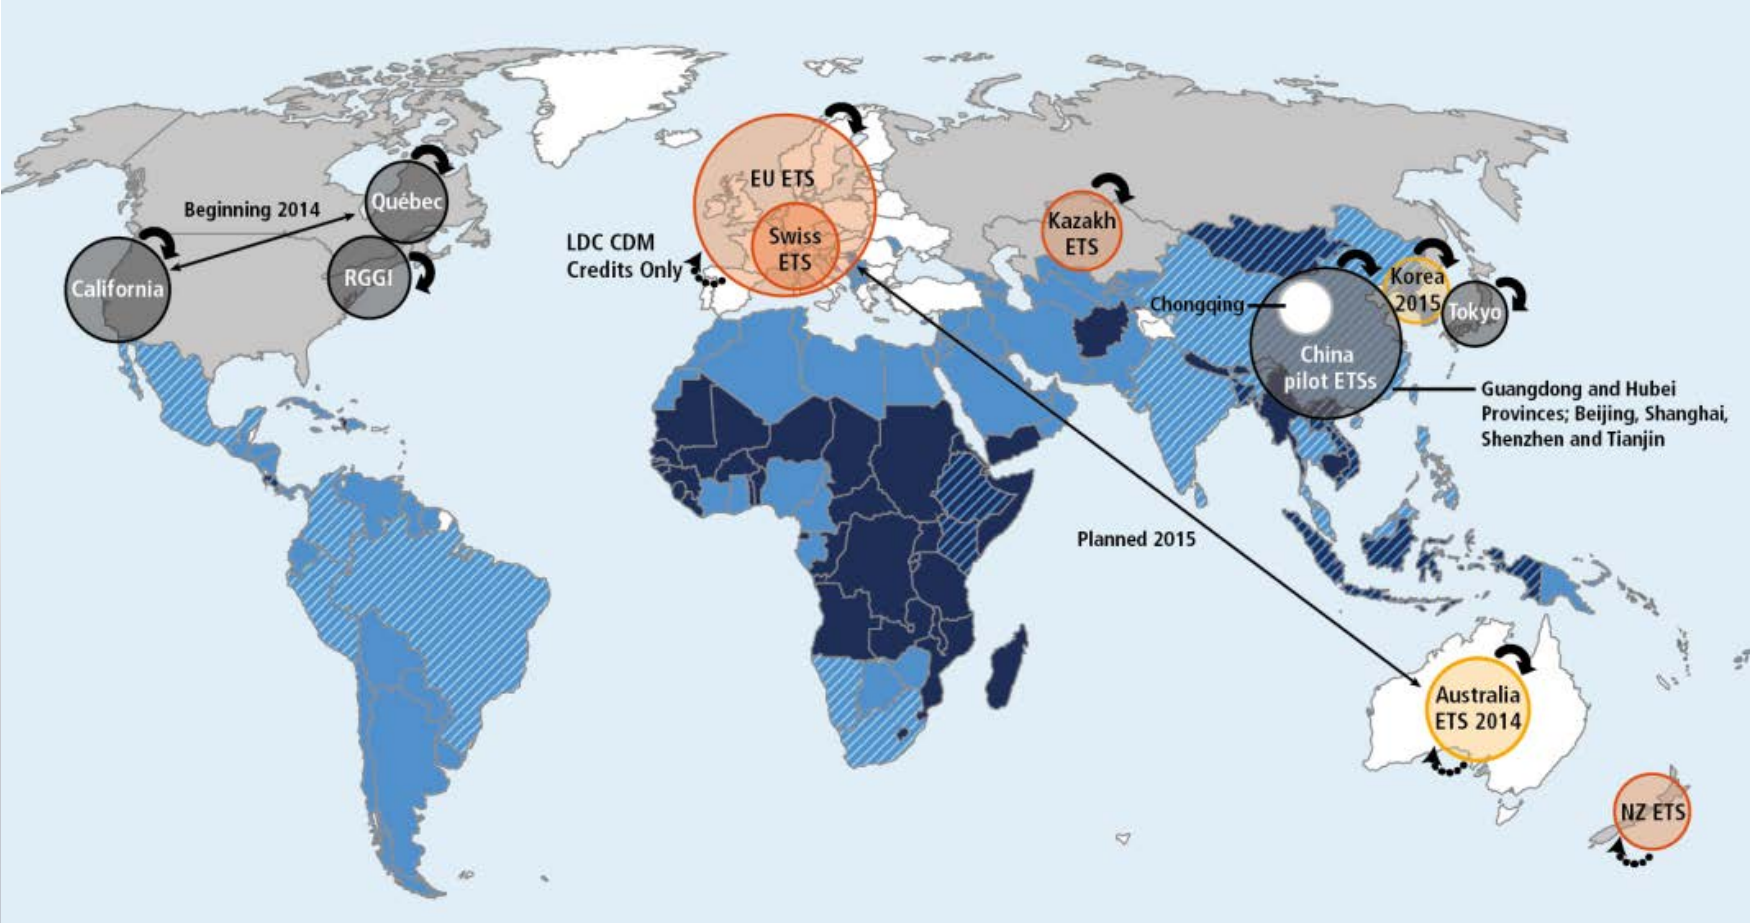 EU ETS
Swiss
ETS
LDC CDM
Credits Only
Québec
Beginning 2014
California
RGGI
Kazakh
ETS
Korea
2015
Tokyo
Chongqing
China
pilot ETSs
Guangdong and Hubei
Provinces; Beijing, Shanghai,
Shenzhen and Tianjin
Planned 2015
Australia
ETS 2014
NZ ETS